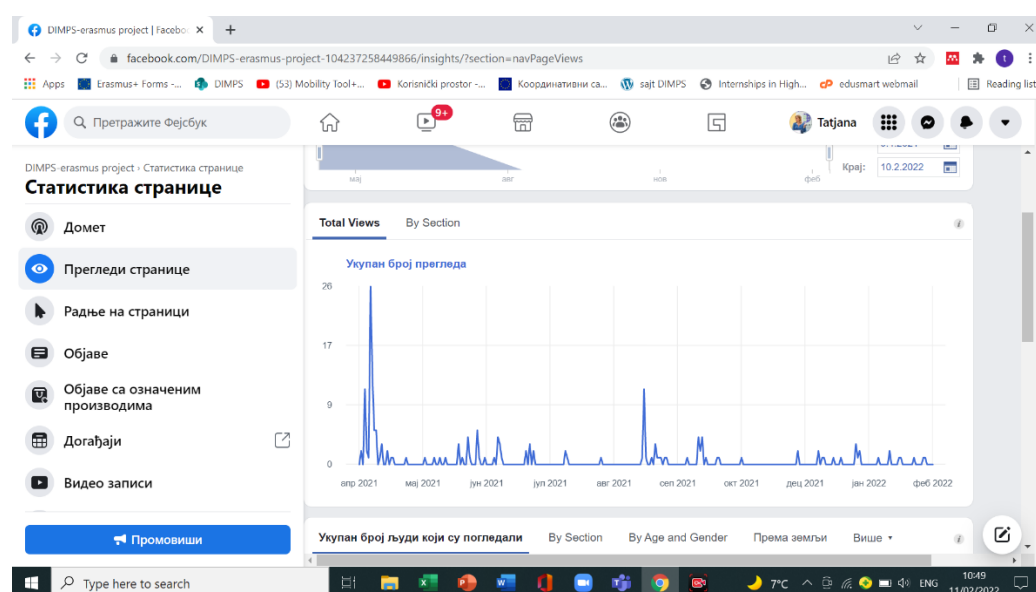 DIMPS-erasmus project | Faceboo
facebook.com/DIMPS-erasmus-project-104237258449866/insights/?section=navPageViews
Apps Erasmus+ Forms -... DIMPS (53) Mobility Tool+... Korisnički prostor -... Координативни са... sajt DIMPS Internships in High... edusmart webmail Reading list
Претражите Фејсбук 9+ Tatjana
DIMPS-erasmus project › Статистика странице
Статистика странице
Домет
Прегледи странице
Радње на страници
Објаве
Објаве са означеним
производима
Догађаји
Видео записи
Промовиши
мај авг нов феб
Крај: 10.2.2022
Total Views By Section
Укупан број прегледа
26
17
9
0
апр 2021 мај 2021 јун 2021 јул 2021 авг 2021 сеп 2021 окт 2021 дец 2021 јан 2022 феб 2022
Укупан број људи који су погледали By Section By Age and Gender Према земљи Више
Type here to search
7°C ENG 10:49
11/02/2022